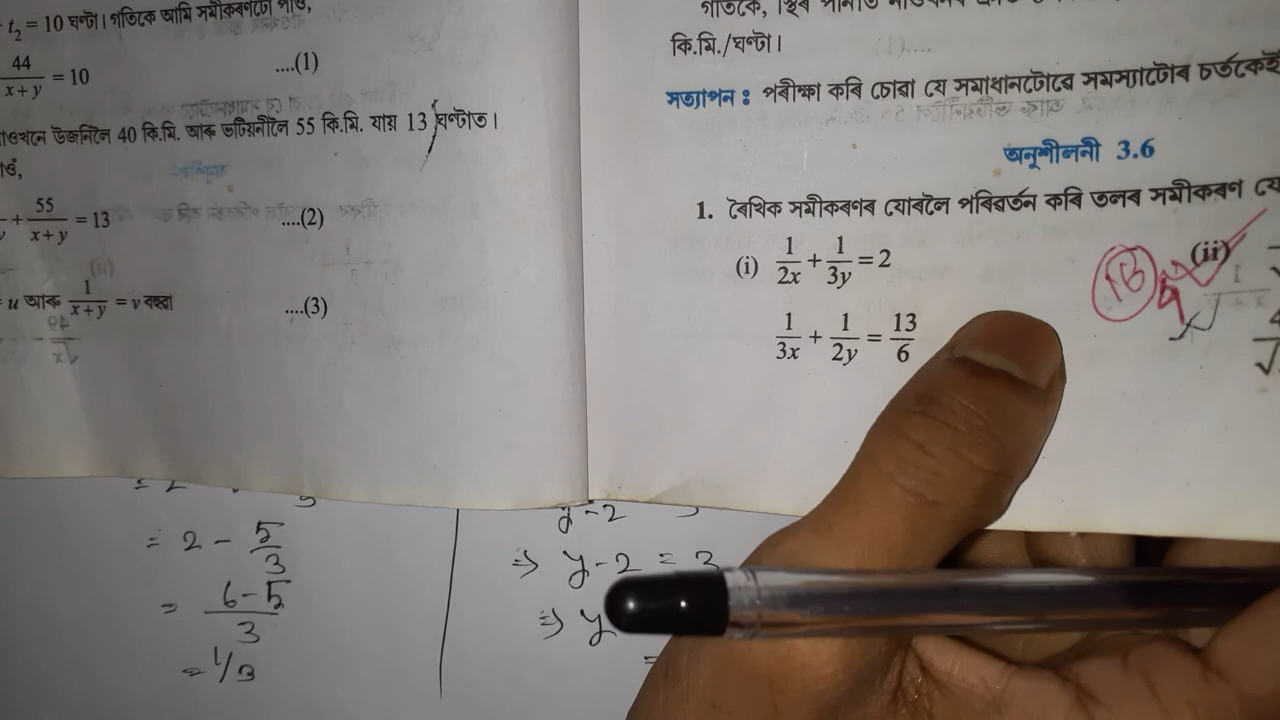 t₂ = 10 ঘণ্টা। গতিকে আমি সমীকৰণটো পাওঁ,
44/(x+y) = 10 ....(1)
উজনিলৈ 40 কি.মি. আৰু ভটিয়নীলৈ 55 কি.মি. যায় 13 ঘণ্টাত।
+ 55/(x+y) = 13 ....(2)
= u আৰু 1/(x+y) = v বহুৱা ....(3)
গতিকে, স্থিৰ পানীত
কি.মি./ঘণ্টা।
সত্যাপন : পৰীক্ষা কৰি চোৱা যে সমাধানটোৱে সমস্যাটোৰ চৰ্তকেই
অনুশীলনী 3.6
1. ৰৈখিক সমীকৰণৰ যোৰলৈ পৰিৱৰ্তন কৰি তলৰ সমীকৰণ যো
(i) 1/2x + 1/3y = 2 (ii)
1/3x + 1/2y = 13/6
= 2 - 5/3
= (6-5)/3
= 1/3
y-2
⇒ y-2 = 3
⇒ y
=